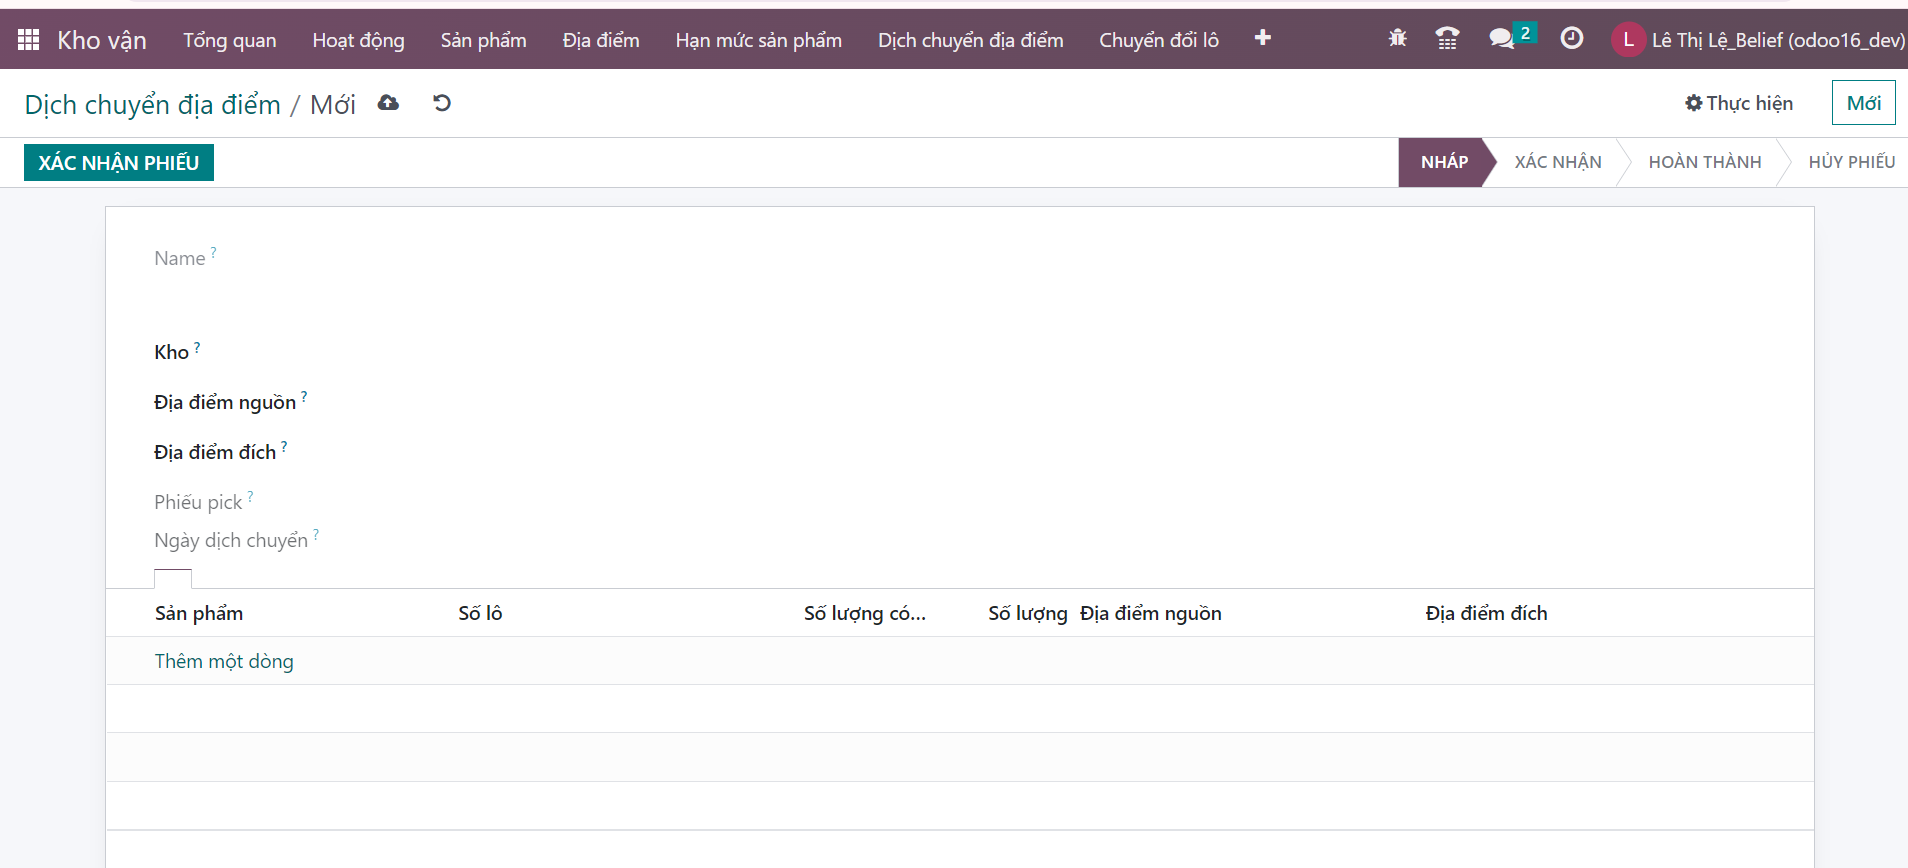 Kho vận Tổng quan Hoạt động Sản phẩm Địa điểm Hạn mức sản phẩm Dịch chuyển địa điểm Chuyển đổi lô 2 L Lê Thị Lệ_Belief (odoo16_dev)
Dịch chuyển địa điểm / Mới Thực hiện Mới
XÁC NHẬN PHIẾU NHÁP XÁC NHẬN HOÀN THÀNH HỦY PHIẾU
Name ?
Kho ?
Địa điểm nguồn ?
Địa điểm đích ?
Phiếu pick ?
Ngày dịch chuyển ?
Sản phẩm Số lô Số lượng có... Số lượng Địa điểm nguồn Địa điểm đích
Thêm một dòng